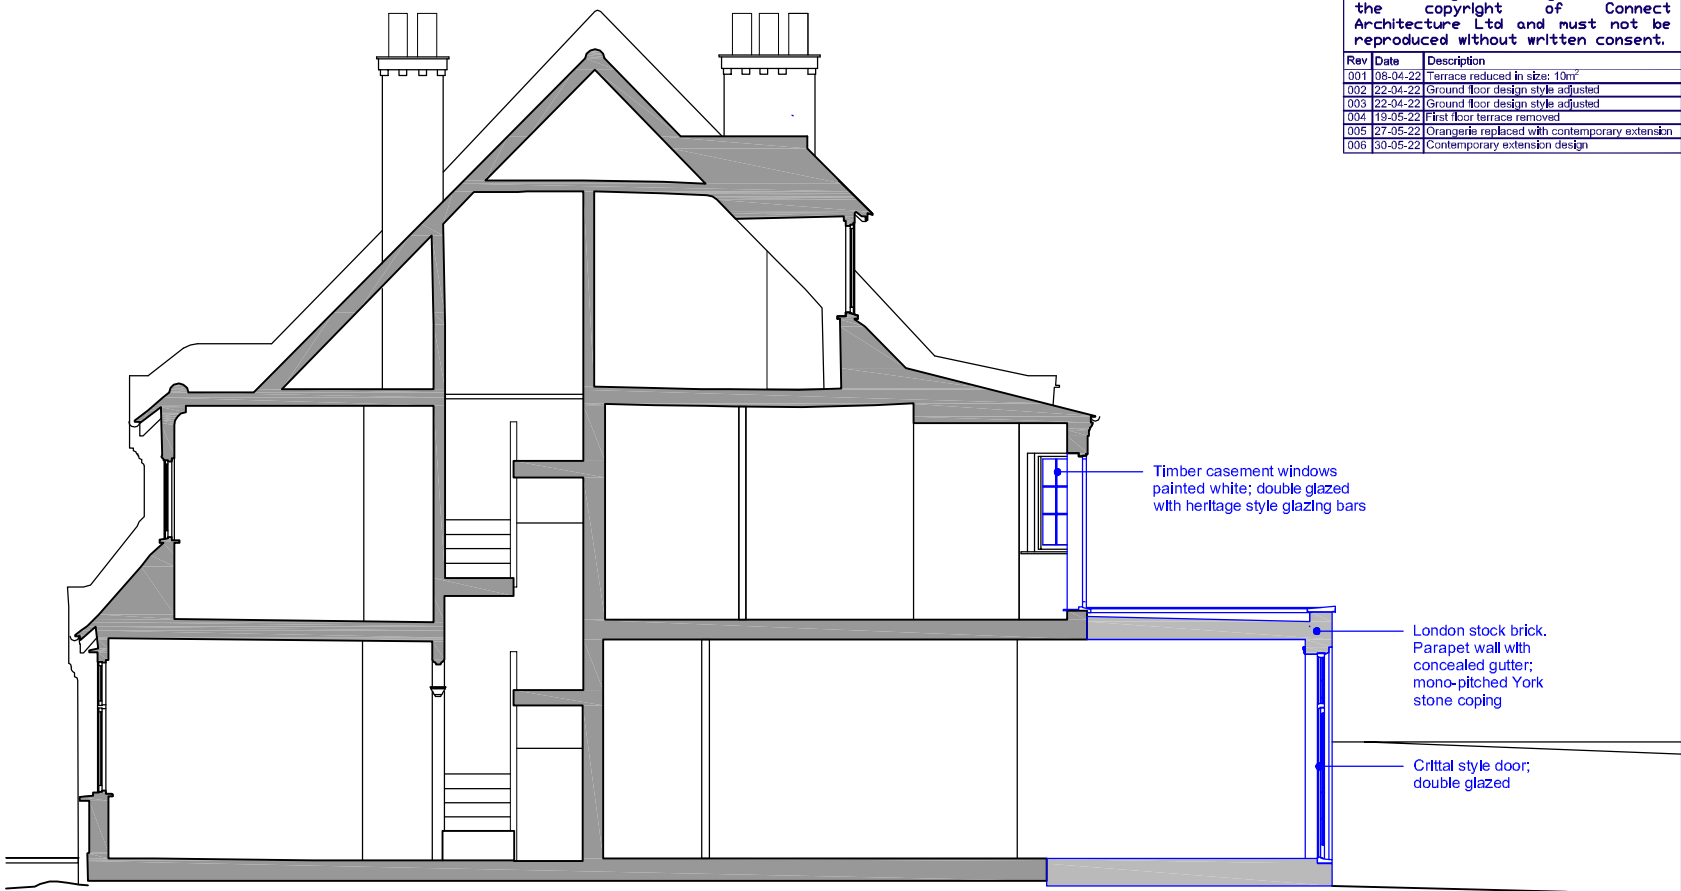 the copyright of Connect
Architecture Ltd and must not be
reproduced without written consent.
Rev Date Description
001 08-04-22 Terrace reduced in size: 10m²
002 22-04-22 Ground floor design style adjusted
003 22-04-22 Ground floor design style adjusted
004 19-05-22 First floor terrace removed
005 27-05-22 Orangerie replaced with contemporary extension
006 30-05-22 Contemporary extension design
Timber casement windows
painted white; double glazed
with heritage style glazing bars
London stock brick.
Parapet wall with
concealed gutter;
mono-pitched York
stone coping
Crittal style door;
double glazed